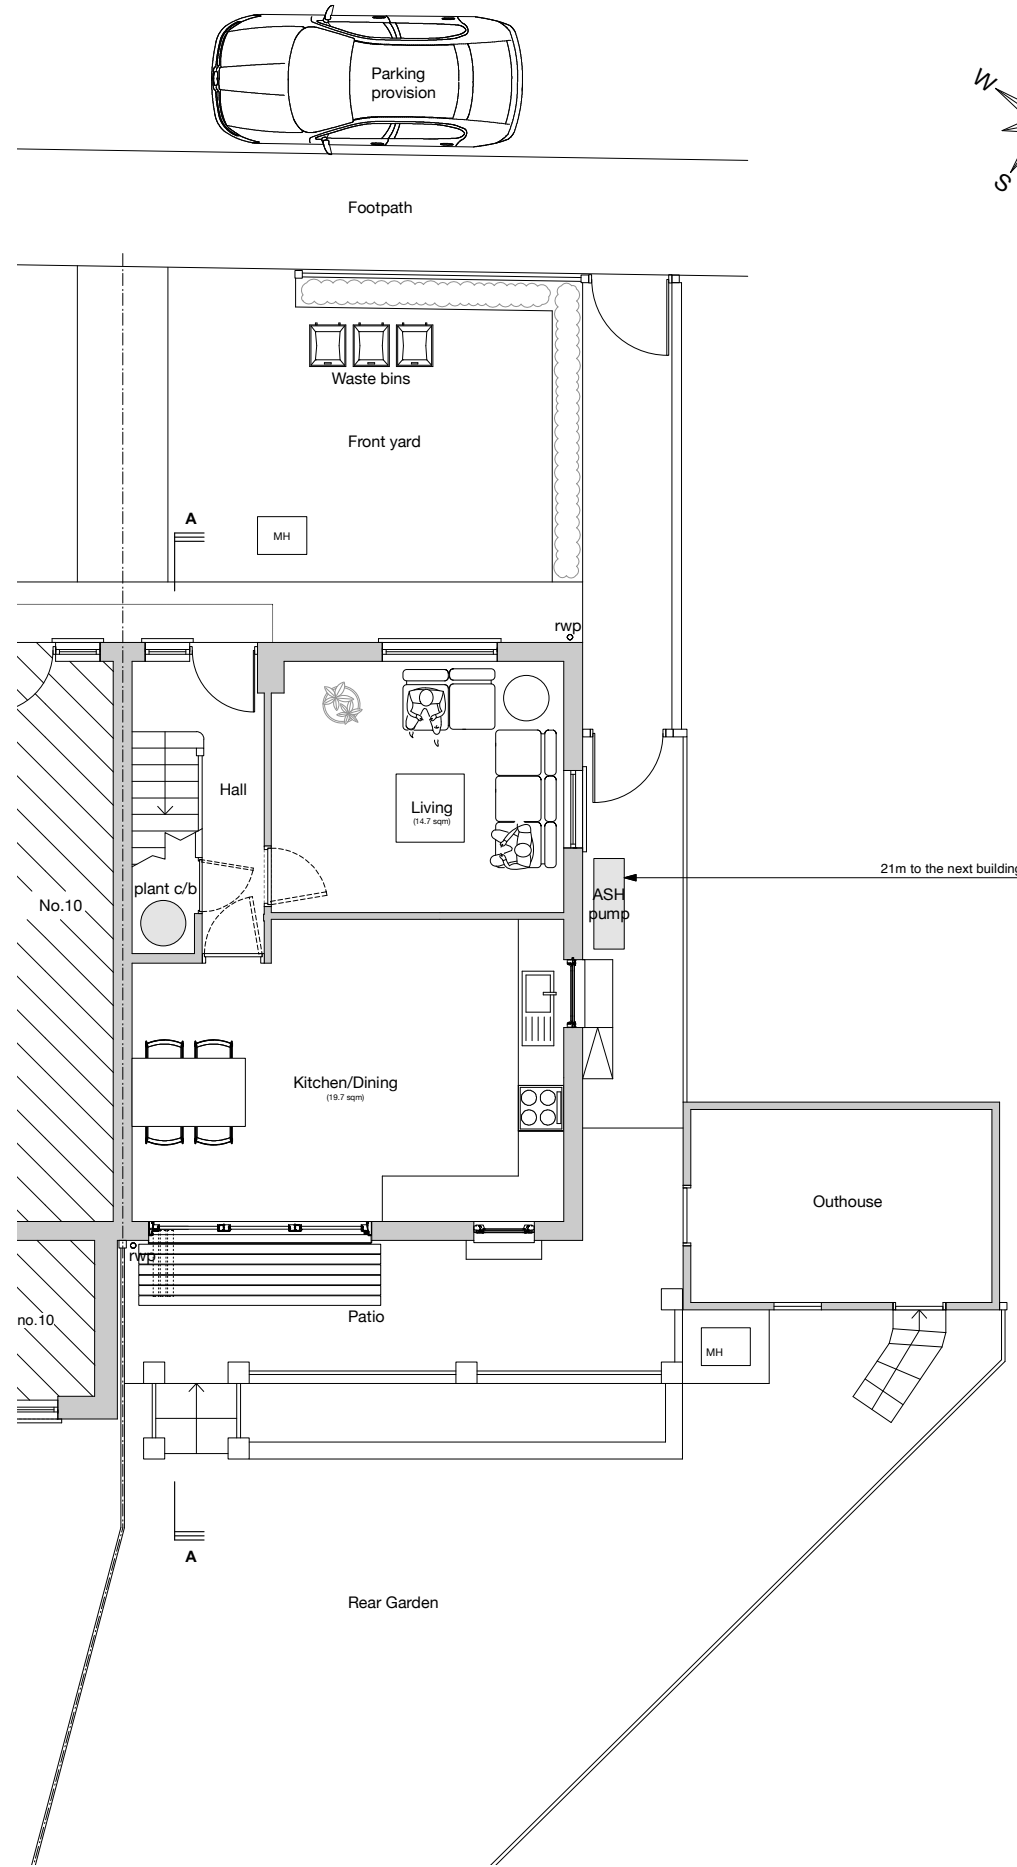 Parking
provision
W
S
Footpath
Waste bins
Front yard
A
MH
rwp
Hall
Living
(14.7 sqm)
plant c/b
No.10
ASH
pump
21m to the next building
Kitchen/Dining
(19.7 sqm)
Outhouse
rwp
Patio
no.10
MH
A
Rear Garden